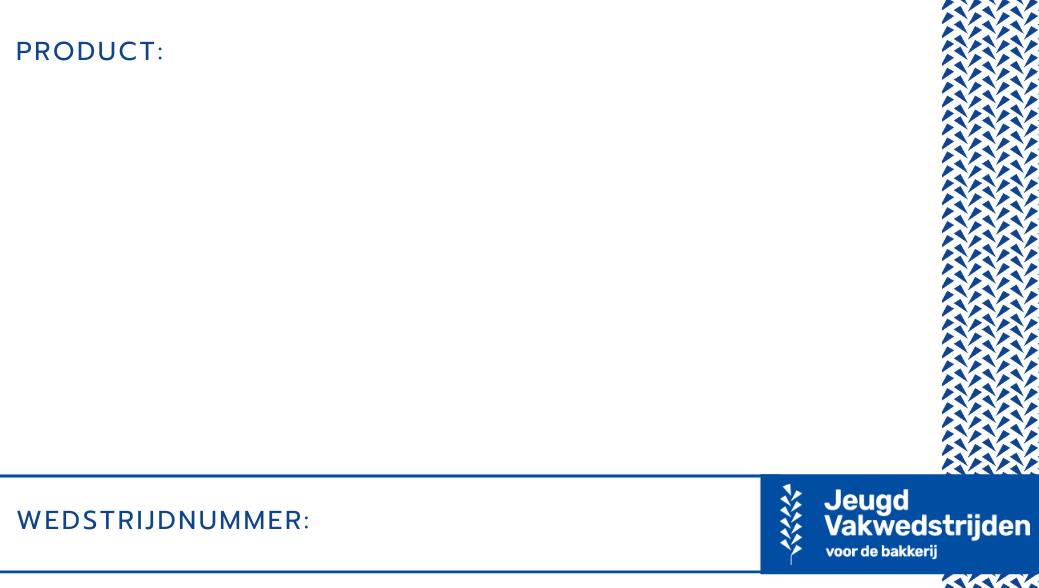 PRODUCT:
WEDSTRIJDNUMMER:
Jeugd
Vakwedstrijden
voor de bakkerij